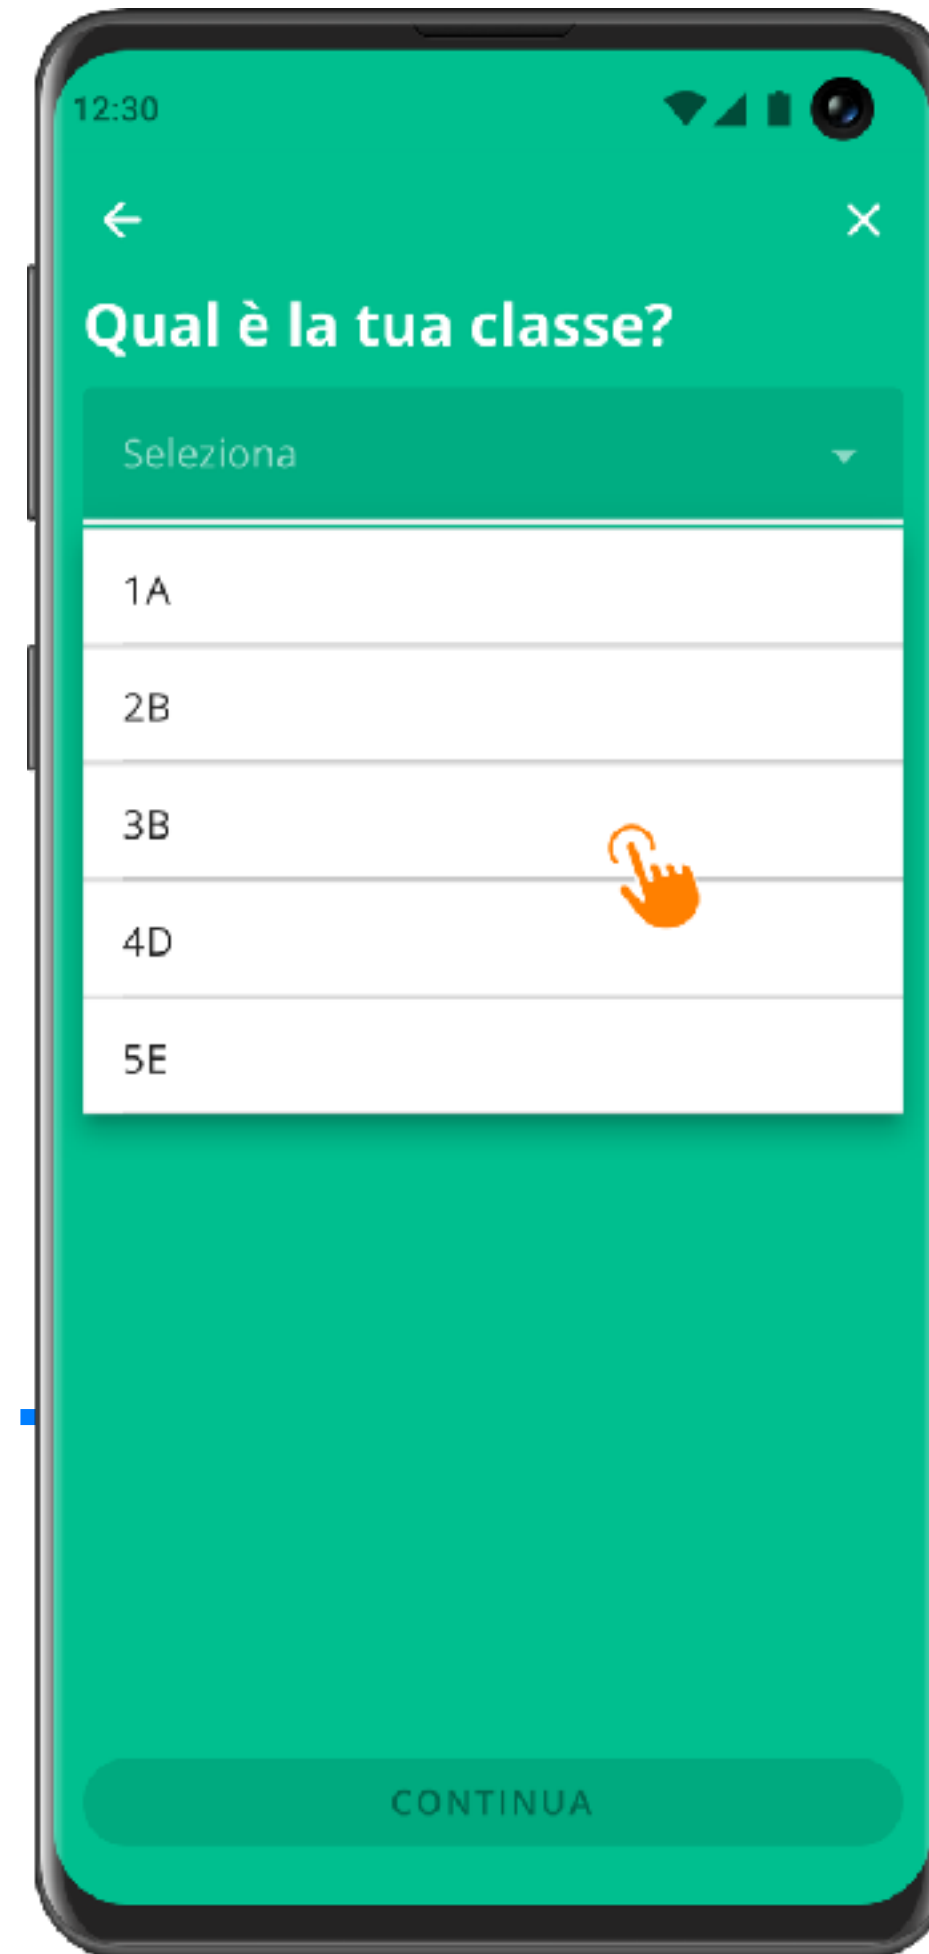 12:30
Qual è la tua classe?
Seleziona
1A
2B
3B
4D
5E
CONTINUA